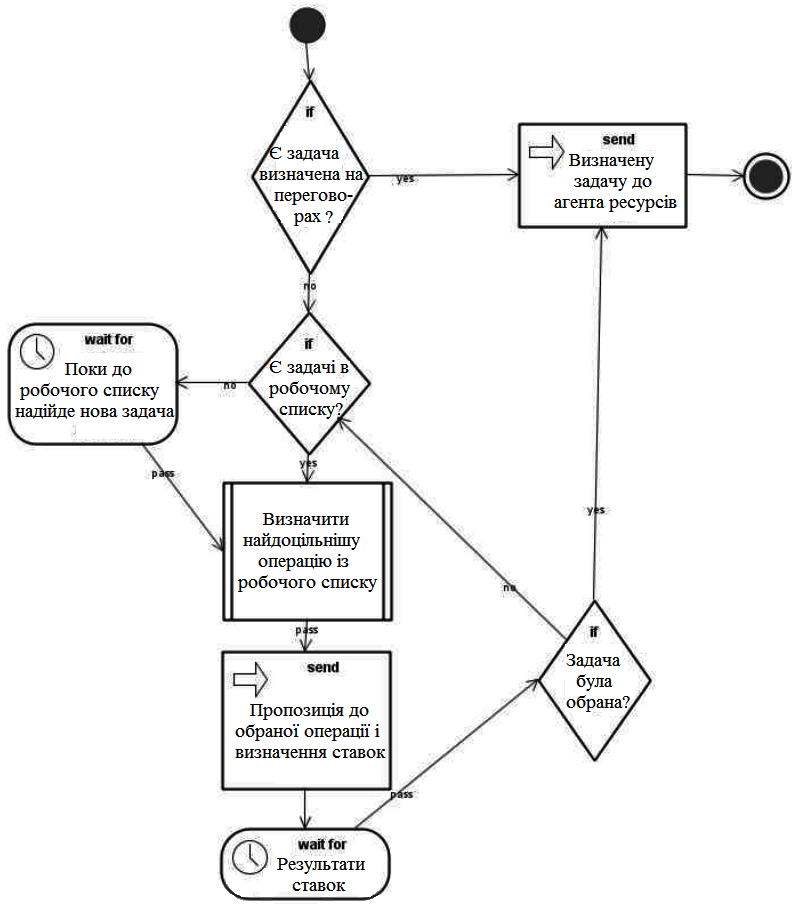 if
Є задача
визначена на
перегово-
рах ?
yes
send
Визначену
задачу до
агента ресурсів
no
if
Є задачі в
робочому
списку?
no
wait for
Поки до
робочого списку
надійде нова задача
pass
yes
Визначити
найдоцільнішу
операцію із
робочого списку
pass
send
Пропозиція до
обраної операції і
визначення ставок
wait for
Результати
ставок
pass
if
Задача
була
обрана?
no
yes